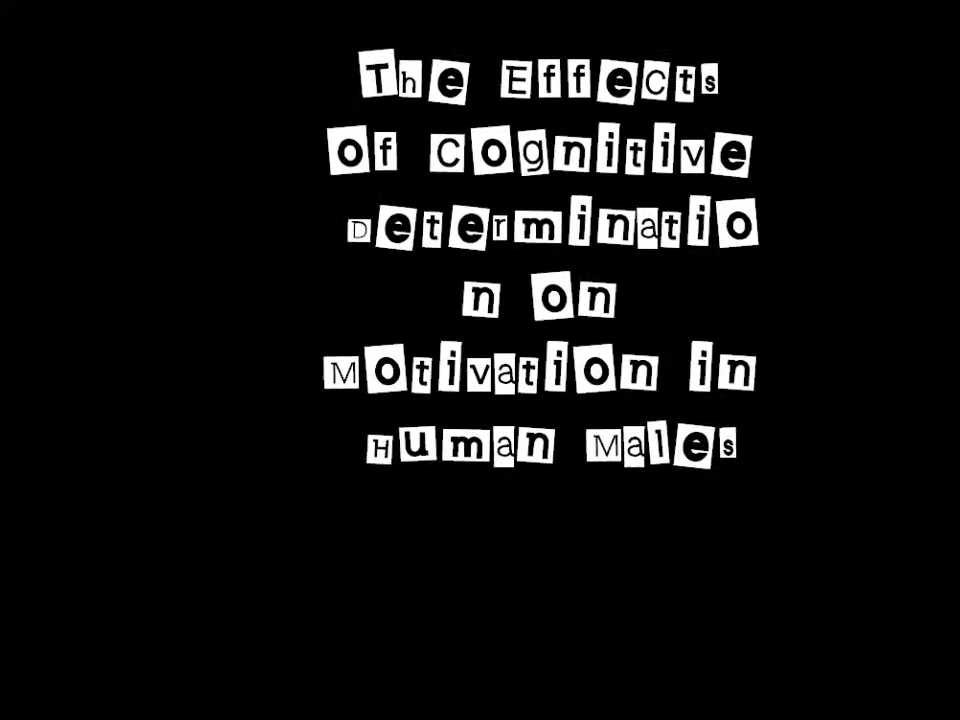 The Effects
of Cognitive
Determinatio
n on
Motivation in
Human Males